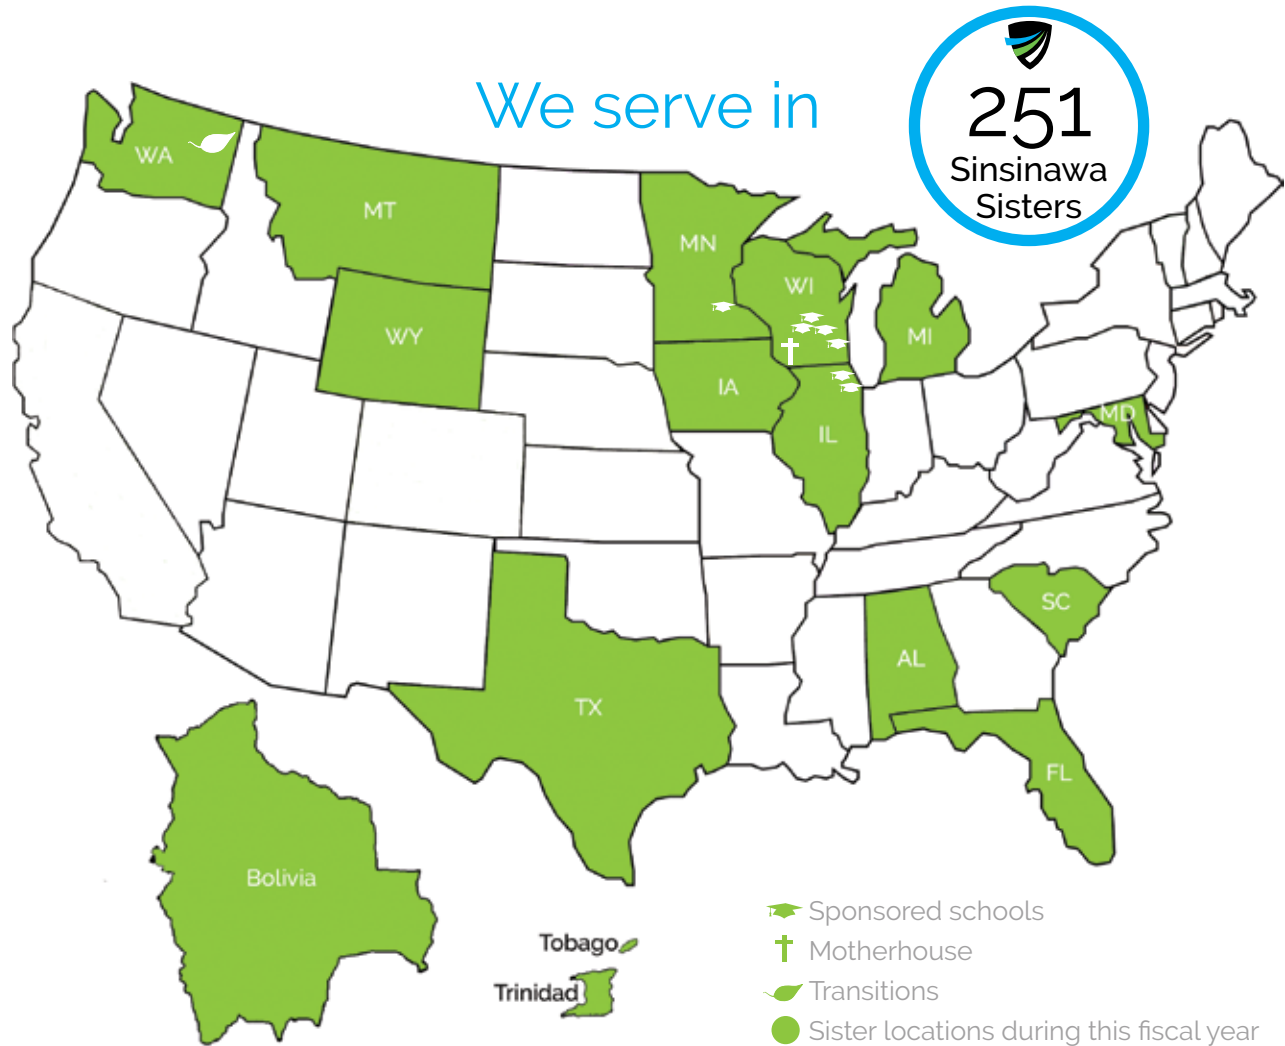 We serve in
251
Sinsinawa
Sisters
WA
MT
MN
WI
WY
MI
IA
MD
IL
SC
AL
TX
FL
Bolivia
Tobago
Trinidad
Sponsored schools
Motherhouse
Transitions
Sister locations during this fiscal year